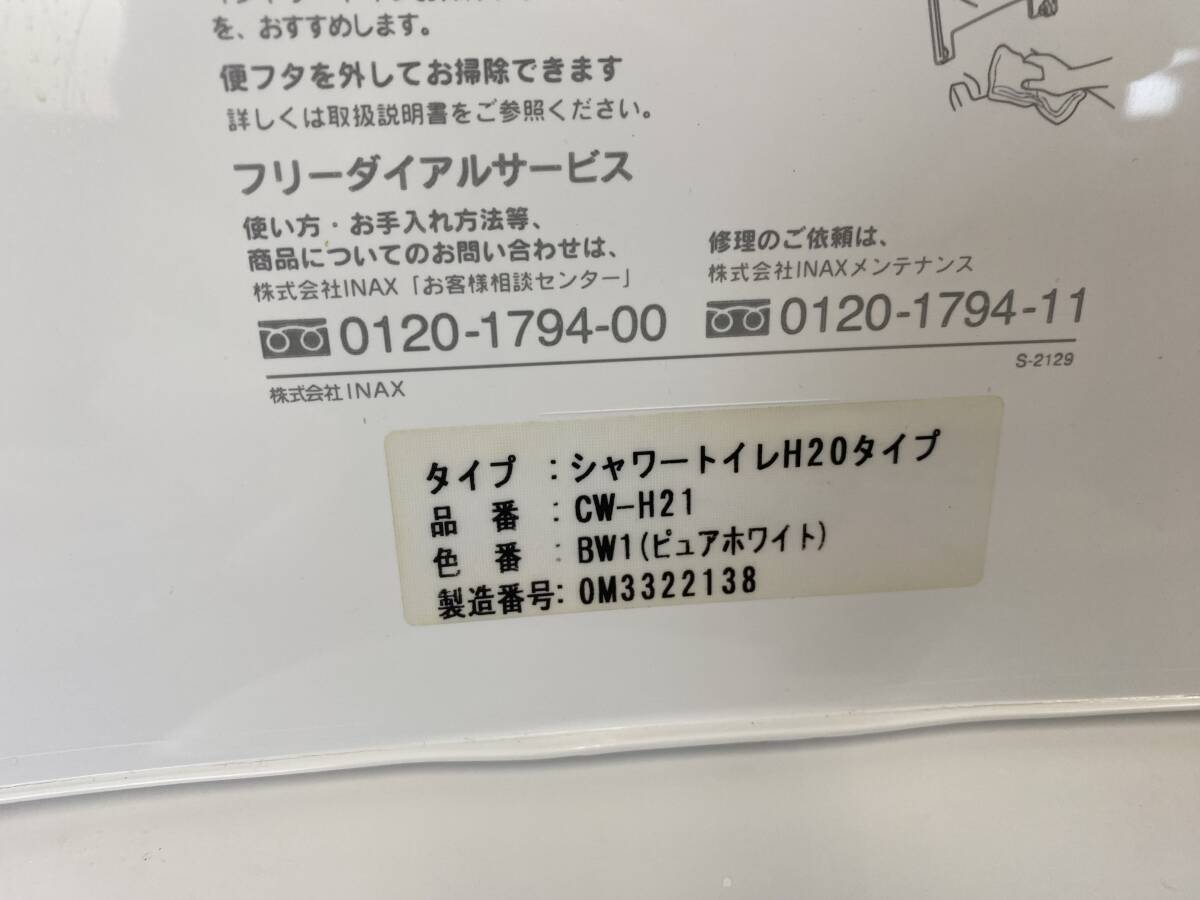 を、おすすめします。
便フタを外してお掃除できます
詳しくは取扱説明書をご参照ください。
フリーダイアルサービス
使い方・お手入れ方法等、
商品についてのお問い合わせは、
株式会社INAX「お客様相談センター」
0120-1794-00
修理のご依頼は、
株式会社INAXメンテナンス
0120-1794-11
S-2129
株式会社INAX
タイプ : シャワートイレH20タイプ
品 番 : CW-H21
色 番 : BW1(ピュアホワイト)
製造番号: 0M3322138